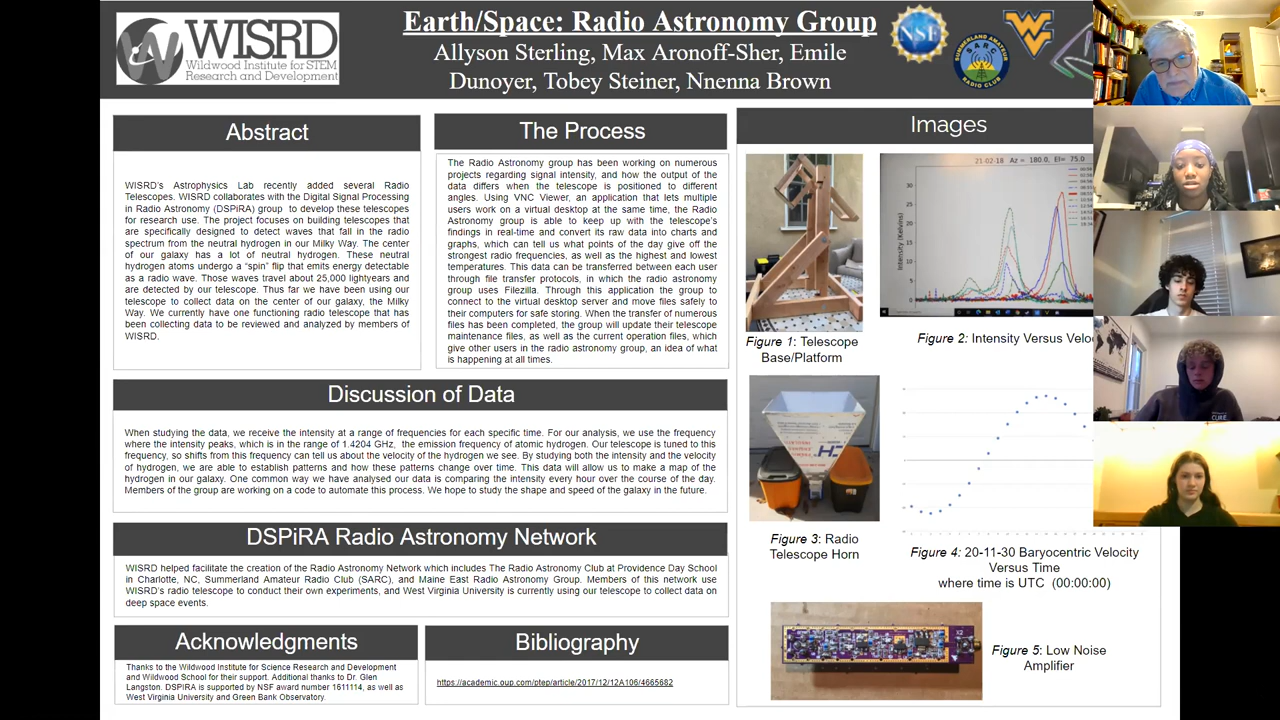 WISRD
Wildwood Institute for STEM
Research and Development
Earth/Space: Radio Astronomy Group
Allyson Sterling, Max Aronoff-Sher, Emile
Dunoyer, Tobey Steiner, Nnenna Brown
NSF
SUMMERLAND AMATEUR
SARC
RADIO CLUB
Abstract
WISRD's Astrophysics Lab recently added several Radio
Telescopes. WISRD collaborates with the Digital Signal Processing
in Radio Astronomy (DSPiRA) group to develop these telescopes
for research use. The project focuses on building telescopes that
are specifically designed to detect waves that fall in the radio
spectrum from the neutral hydrogen in our Milky Way. The center
of our galaxy has a lot of neutral hydrogen. These neutral
hydrogen atoms undergo a "spin" flip that emits energy detectable
as a radio wave. Those waves travel about 25,000 lightyears and
are detected by our telescope. Thus far we have been using our
telescope to collect data on the center of our galaxy, the Milky
Way. We currently have one functioning radio telescope that has
been collecting data to be reviewed and analyzed by members of
WISRD.
The Process
The Radio Astronomy group has been working on numerous
projects regarding signal intensity, and how the output of the
data differs when the telescope is positioned to different
angles. Using VNC Viewer, an application that lets multiple
users work on a virtual desktop at the same time, the Radio
Astronomy group is able to keep up with the telescope's
findings in real-time and convert its raw data into charts and
graphs, which can tell us what points of the day give off the
strongest radio frequencies, as well as the highest and lowest
temperatures. This data can be transferred between each user
through file transfer protocols, in which the radio astronomy
group uses Filezilla. Through this application the group to
connect to the virtual desktop server and move files safely to
their computers for safe storing. When the transfer of numerous
files has been completed, the group will update their telescope
maintenance files, as well as the current operation files, which
give other users in the radio astronomy group, an idea of what
is happening at all times.
Discussion of Data
When studying the data, we receive the intensity at a range of frequencies for each specific time. For our analysis, we use the frequency
where the intensity peaks, which is in the range of 1.4204 GHz, the emission frequency of atomic hydrogen. Our telescope is tuned to this
frequency, so shifts from this frequency can tell us about the velocity of the hydrogen we see. By studying both the intensity and the velocity
of hydrogen, we are able to establish patterns and how these patterns change over time. This data will allow us to make a map of the
hydrogen in our galaxy. One common way we have analysed our data is comparing the intensity every hour over the course of the day.
Members of the group are working on a code to automate this process. We hope to study the shape and speed of the galaxy in the future.
DSPiRA Radio Astronomy Network
WISRD helped facilitate the creation of the Radio Astronomy Network which includes The Radio Astronomy Club at Providence Day School
in Charlotte, NC, Summerland Amateur Radio Club (SARC), and Maine East Radio Astronomy Group. Members of this network use
WISRD's radio telescope to conduct their own experiments, and West Virginia University is currently using our telescope to collect data on
deep space events.
Acknowledgments
Thanks to the Wildwood Institute for Science Research and Development
and Wildwood School for their support. Additional thanks to Dr. Glen
Langston. DSPIRA is supported by NSF award number 1611114, as well as
West Virginia University and Green Bank Observatory.
Bibliography
https://academic.oup.com/ptep/article/2017/12/12A106/4665682
Images
21-02-18 Az = 180.0, El= 75.0
Intensity (Kelvins)
30
25
20
15
10
5
0
Figure 1: Telescope
Base/Platform
Figure 2: Intensity Versus Veloc
Figure 3: Radio
Telescope Horn
Figure 4: 20-11-30 Baryocentric Velocity
Versus Time
where time is UTC (00:00:00)
Figure 5: Low Noise
Amplifier